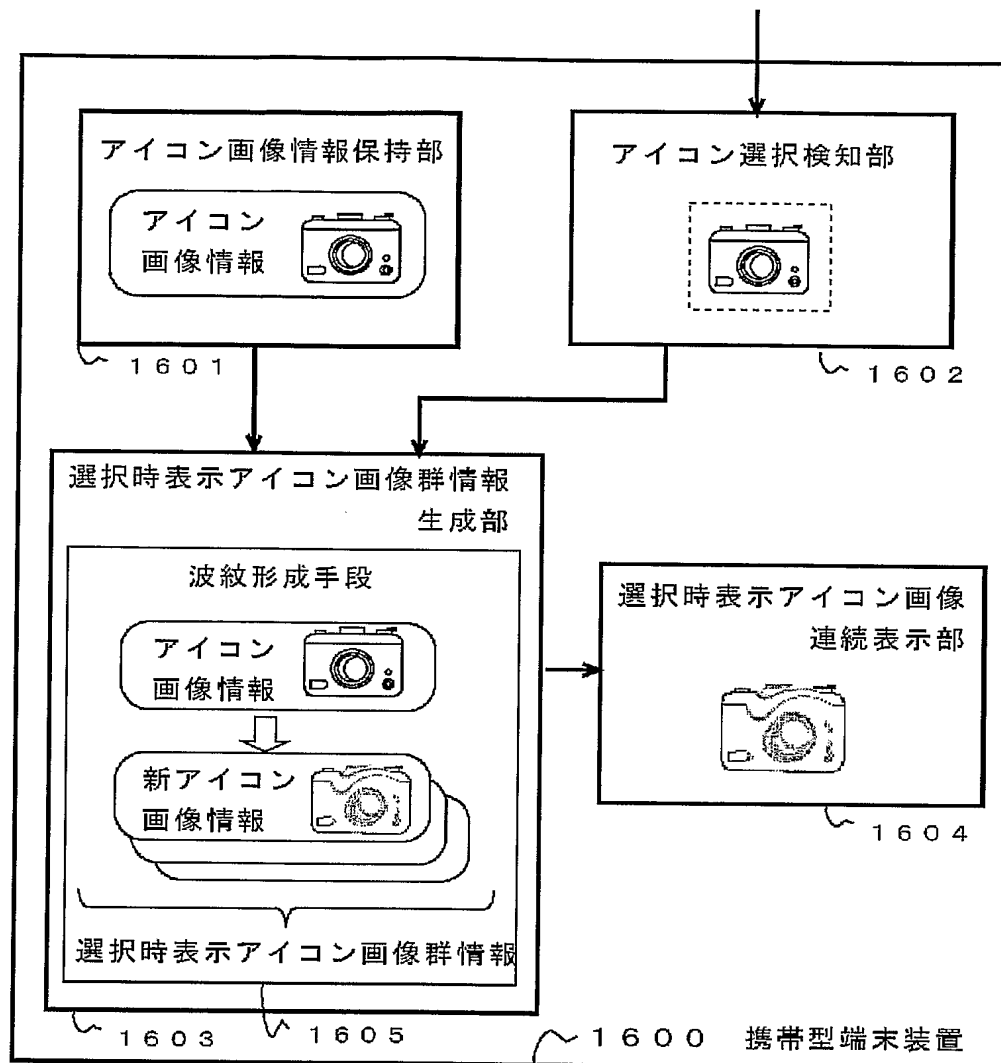 アイコン画像情報保持部
アイコン
画像情報
1601
アイコン選択検知部
1602
選択時表示アイコン画像群情報
生成部
波紋形成手段
アイコン
画像情報
新アイコン
画像情報
選択時表示アイコン画像群情報
1603
1605
選択時表示アイコン画像
連続表示部
1604
1600 携帯型端末装置